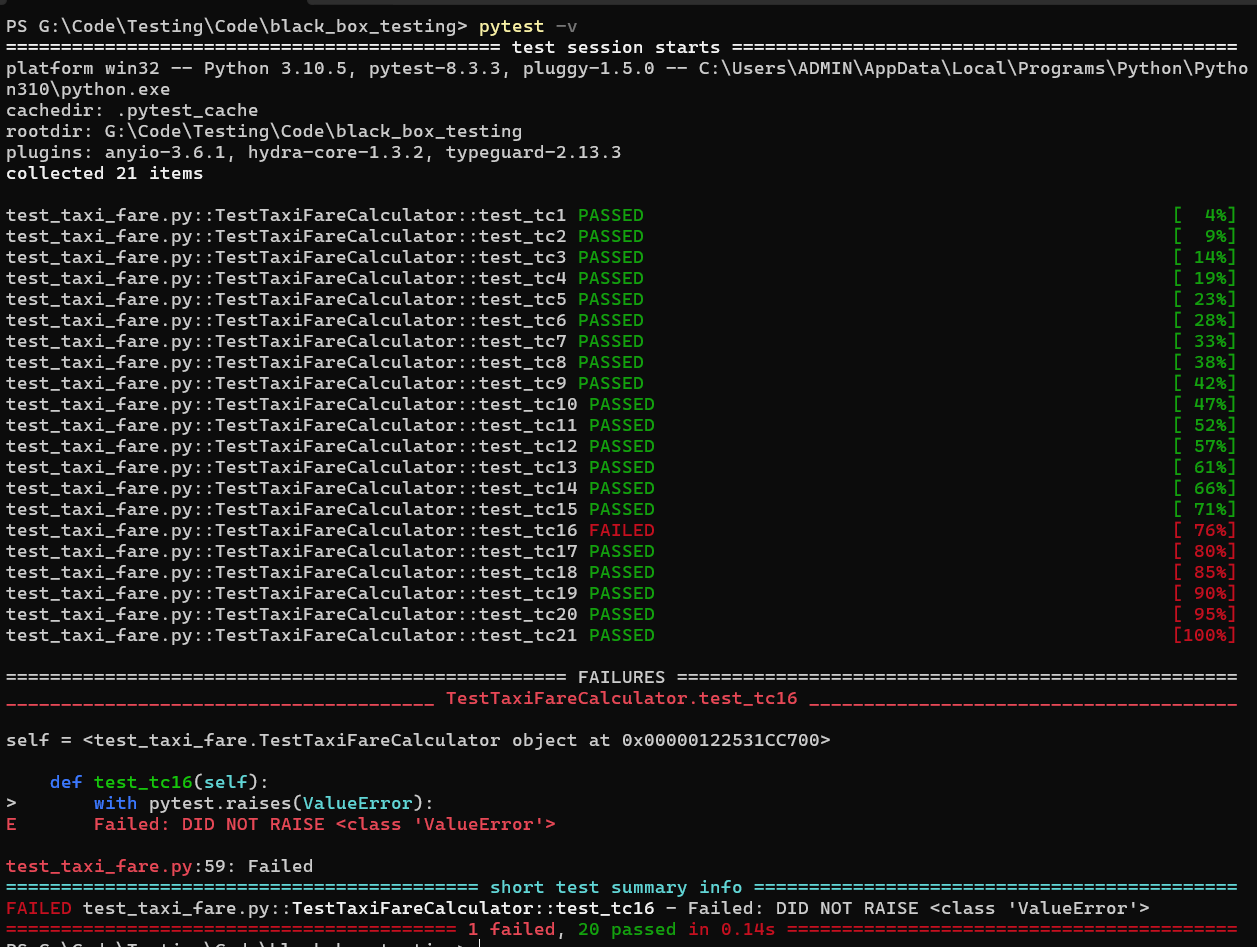 PS G:\Code\Testing\Code\black_box_testing> pytest -v
============================================= test session starts ==============================================
platform win32 -- Python 3.10.5, pytest-8.3.3, pluggy-1.5.0 -- C:\Users\ADMIN\AppData\Local\Programs\Python\Pytho
n310\python.exe
cachedir: .pytest_cache
rootdir: G:\Code\Testing\Code\black_box_testing
plugins: anyio-3.6.1, hydra-core-1.3.2, typeguard-2.13.3
collected 21 items
test_taxi_fare.py::TestTaxiFareCalculator::test_tc1 PASSED [  4%]
test_taxi_fare.py::TestTaxiFareCalculator::test_tc2 PASSED [  9%]
test_taxi_fare.py::TestTaxiFareCalculator::test_tc3 PASSED [ 14%]
test_taxi_fare.py::TestTaxiFareCalculator::test_tc4 PASSED [ 19%]
test_taxi_fare.py::TestTaxiFareCalculator::test_tc5 PASSED [ 23%]
test_taxi_fare.py::TestTaxiFareCalculator::test_tc6 PASSED [ 28%]
test_taxi_fare.py::TestTaxiFareCalculator::test_tc7 PASSED [ 33%]
test_taxi_fare.py::TestTaxiFareCalculator::test_tc8 PASSED [ 38%]
test_taxi_fare.py::TestTaxiFareCalculator::test_tc9 PASSED [ 42%]
test_taxi_fare.py::TestTaxiFareCalculator::test_tc10 PASSED [ 47%]
test_taxi_fare.py::TestTaxiFareCalculator::test_tc11 PASSED [ 52%]
test_taxi_fare.py::TestTaxiFareCalculator::test_tc12 PASSED [ 57%]
test_taxi_fare.py::TestTaxiFareCalculator::test_tc13 PASSED [ 61%]
test_taxi_fare.py::TestTaxiFareCalculator::test_tc14 PASSED [ 66%]
test_taxi_fare.py::TestTaxiFareCalculator::test_tc15 PASSED [ 71%]
test_taxi_fare.py::TestTaxiFareCalculator::test_tc16 FAILED [ 76%]
test_taxi_fare.py::TestTaxiFareCalculator::test_tc17 PASSED [ 80%]
test_taxi_fare.py::TestTaxiFareCalculator::test_tc18 PASSED [ 85%]
test_taxi_fare.py::TestTaxiFareCalculator::test_tc19 PASSED [ 90%]
test_taxi_fare.py::TestTaxiFareCalculator::test_tc20 PASSED [ 95%]
test_taxi_fare.py::TestTaxiFareCalculator::test_tc21 PASSED [100%]
=================================================== FAILURES ===================================================
_______________________________________ TestTaxiFareCalculator.test_tc16 _______________________________________
self = <test_taxi_fare.TestTaxiFareCalculator object at 0x00000122531CC700>
    def test_tc16(self):
>       with pytest.raises(ValueError):
E       Failed: DID NOT RAISE <class 'ValueError'>
test_taxi_fare.py:59: Failed
=========================================== short test summary info ============================================
FAILED test_taxi_fare.py::TestTaxiFareCalculator::test_tc16 - Failed: DID NOT RAISE <class 'ValueError'>
========================================= 1 failed, 20 passed in 0.14s =========================================
PS G:\Code\Testing\Code\black_box_testing>